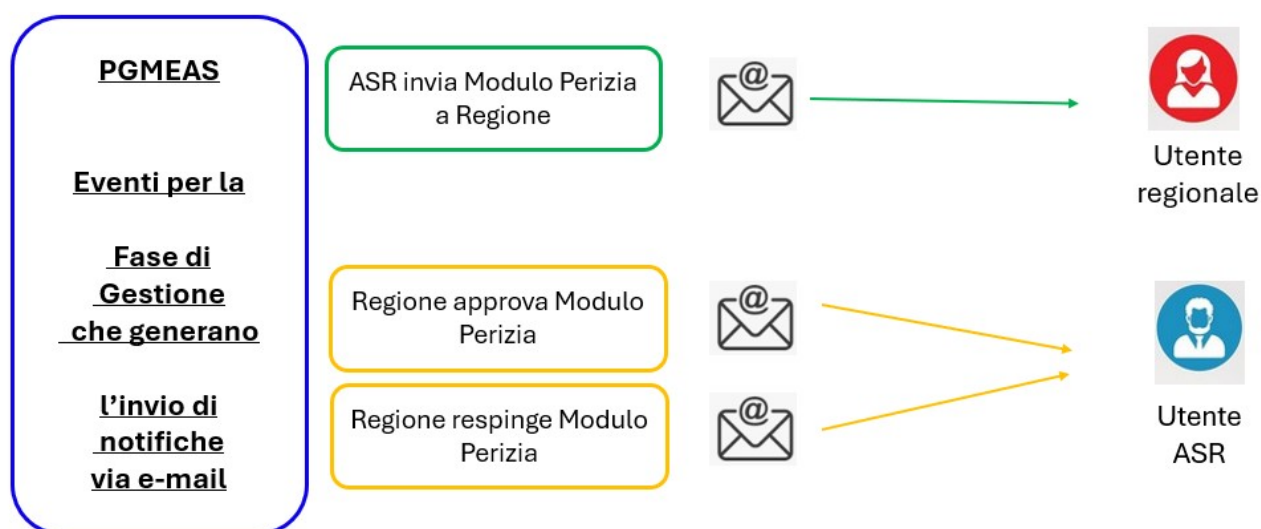 PGMEAS
Eventi per la
Fase di
Gestione
che generano
l’invio di
notifiche
via e-mail
ASR invia Modulo Perizia
a Regione
@
Utente
regionale
Regione approva Modulo
Perizia
@
Regione respinge Modulo
Perizia
@
Utente
ASR